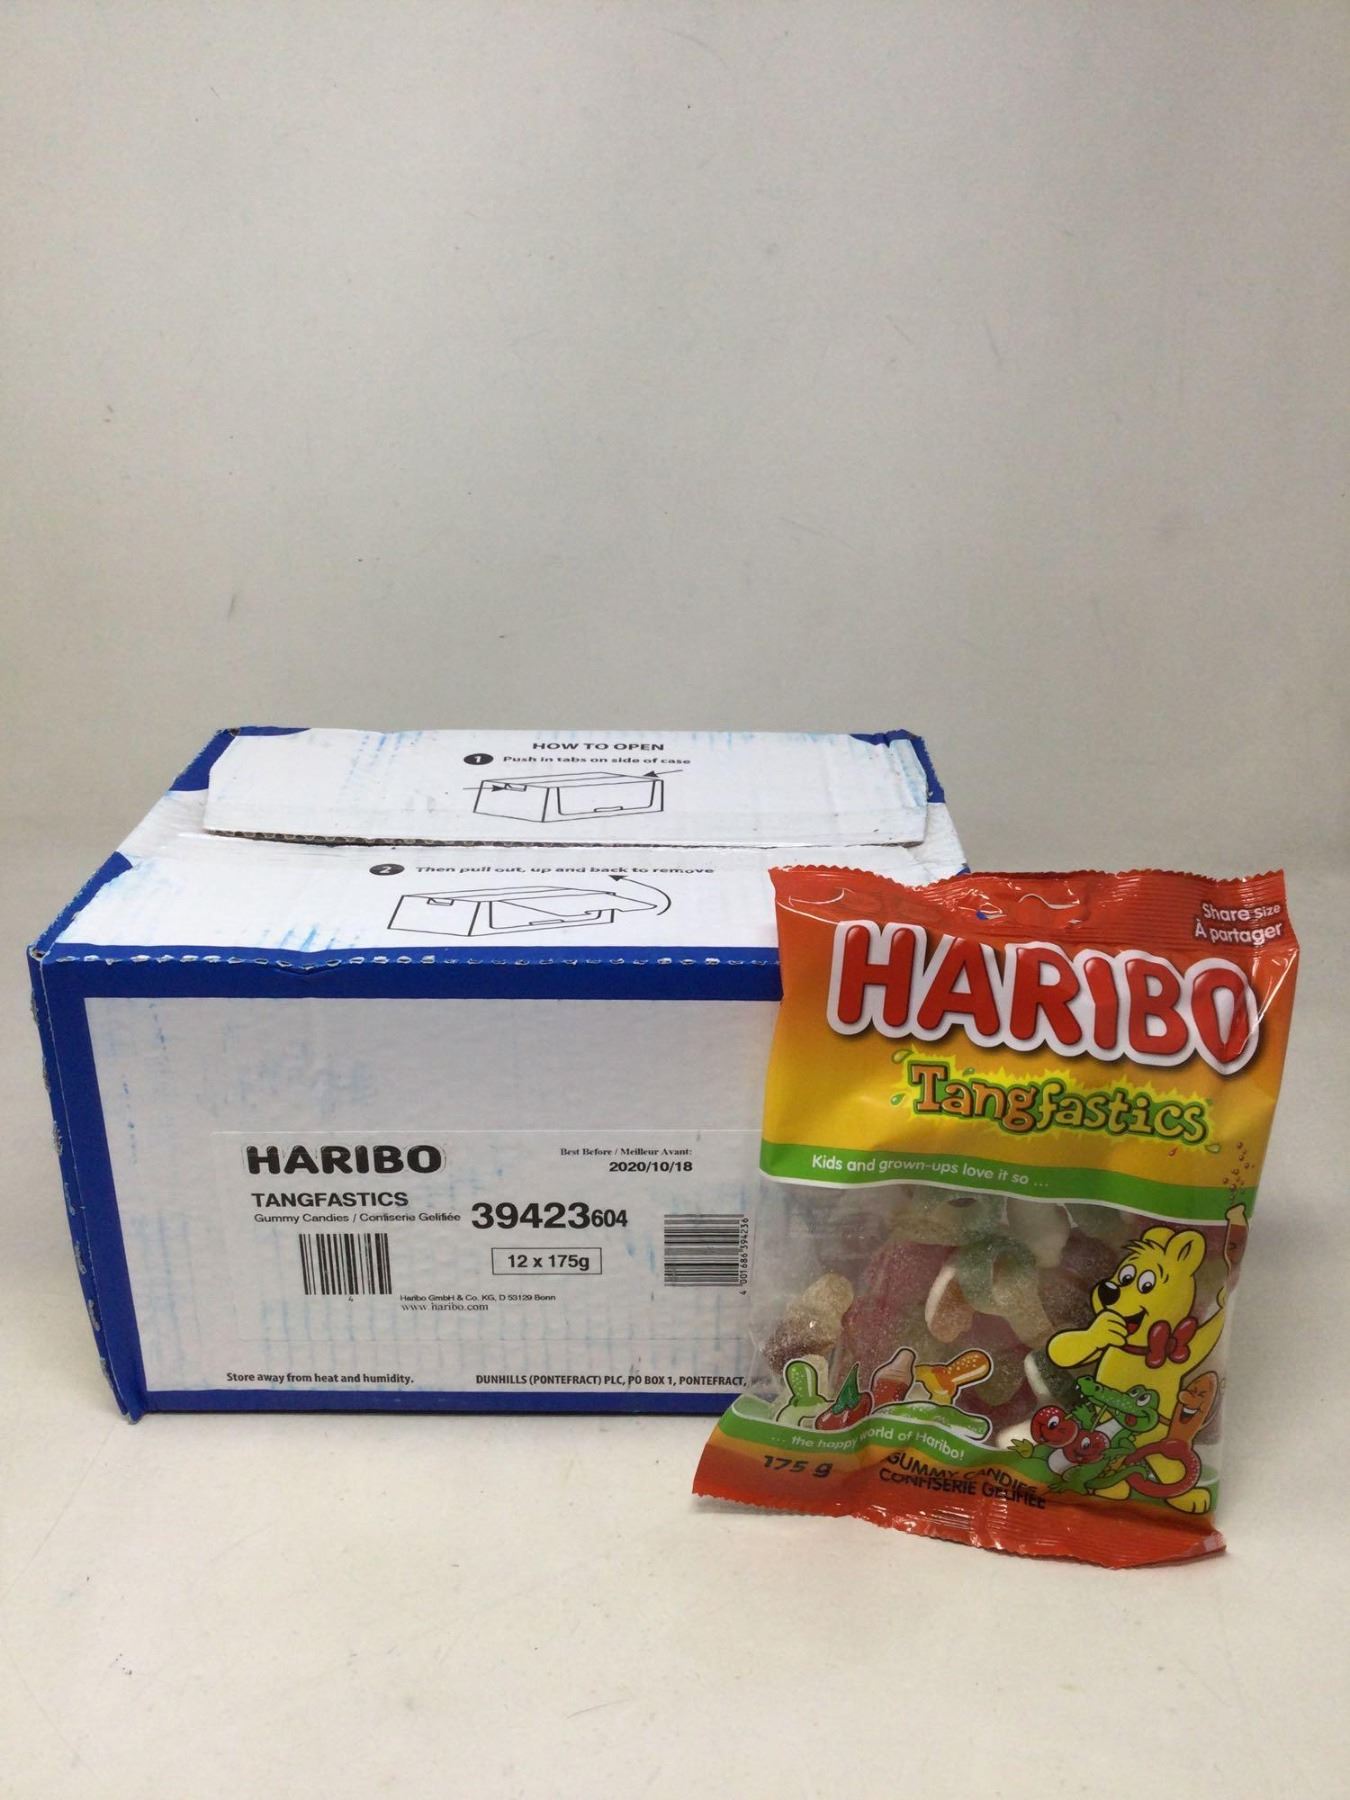 HOW TO OPEN
1 Push in tabs on side of case
2 Then pull out, up and back to remove
HARIBO
Best Before / Meilleur Avant:
2020/10/18
TANGFASTICS
Gummy Candies / Confiserie Gelifiée
39423604
12 x 175g
4
4 001686 394236
Haribo GmbH & Co. KG, D 53129 Bonn
www.haribo.com
Store away from heat and humidity.
DUNHILLS (PONTEFRACT) PLC, PO BOX 1, PONTEFRACT,
Share size
À partager
HARIBO
Tangfastics
Kids and grown-ups love it so ...
... the happy world of Haribo!
175 g
GUMMY CANDIES
CONFISERIE GELIFIÉE